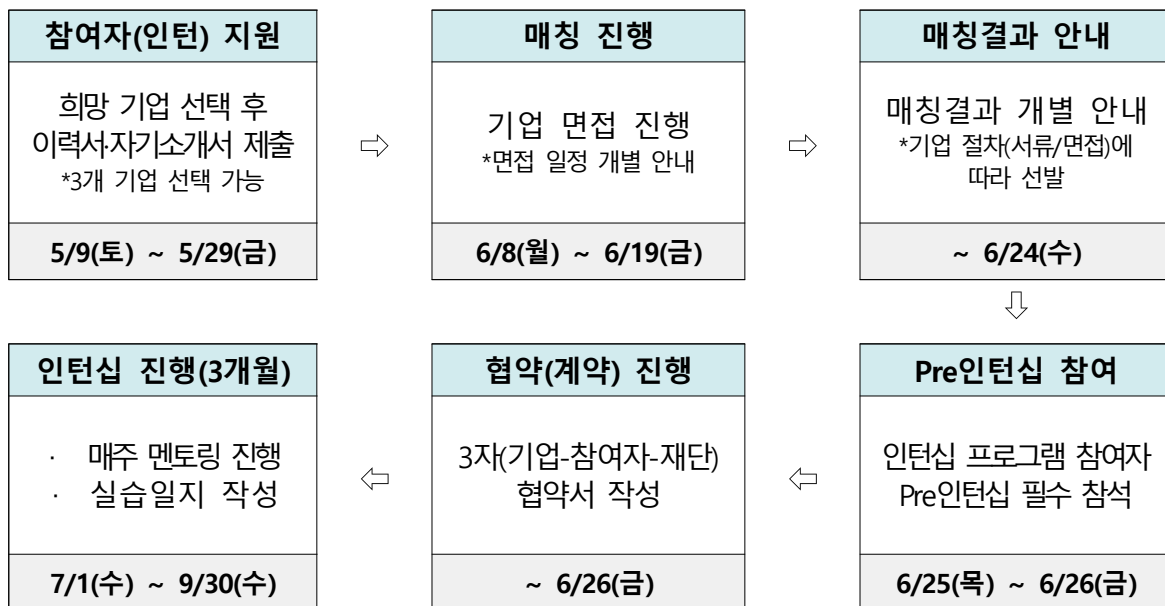 참여자(인턴) 지원
희망 기업 선택 후
이력서·자기소개서 제출
*3개 기업 선택 가능
5/9(토) ~ 5/29(금)
매칭 진행
기업 면접 진행
*면접 일정 개별 안내
6/8(월) ~ 6/19(금)
매칭결과 안내
매칭결과 개별 안내
*기업 절차(서류/면접)에
따라 선발
~ 6/24(수)
Pre인턴십 참여
인턴십 프로그램 참여자
Pre인턴십 필수 참석
6/25(목) ~ 6/26(금)
협약(계약) 진행
3자(기업-참여자-재단)
협약서 작성
~ 6/26(금)
인턴십 진행(3개월)
· 매주 멘토링 진행
· 실습일지 작성
7/1(수) ~ 9/30(수)